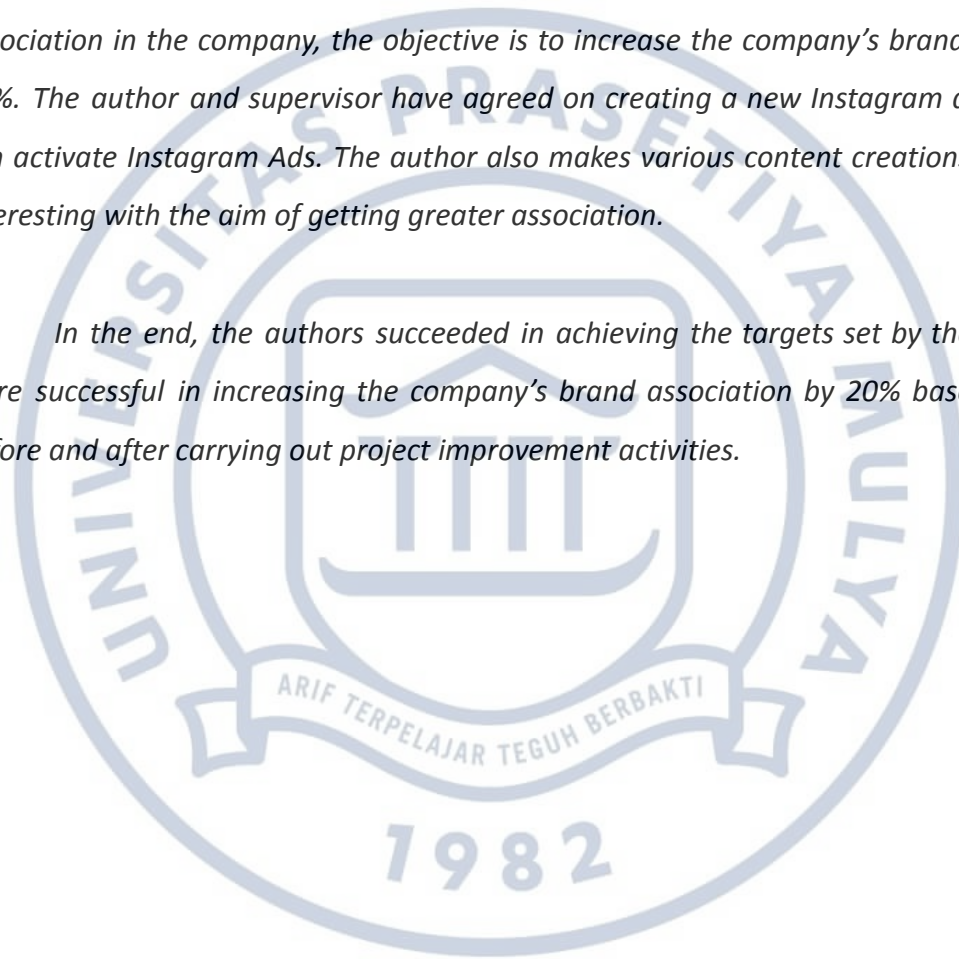 ociation in the company, the objective is to increase the company's brand
%. The author and supervisor have agreed on creating a new Instagram a
activate Instagram Ads. The author also makes various content creation
eresting with the aim of getting greater association.
In the end, the authors succeeded in achieving the targets set by the
re successful in increasing the company's brand association by 20% bas
fore and after carrying out project improvement activities.
UNIVERSITAS PRASETIYA MULYA
ARIF TERPELAJAR TEGUH BERBAKTI
1982